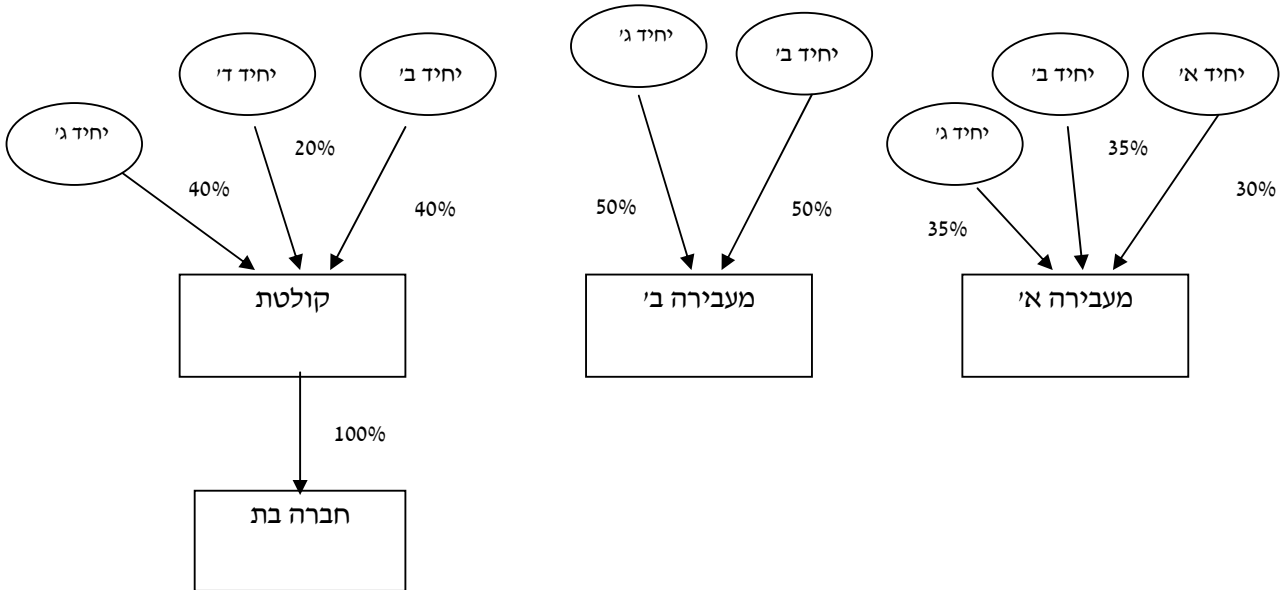 יחיד א'
יחיד ב'
יחיד ג'
30%
35%
35%
מעבירה א'
יחיד ב'
יחיד ג'
50%
50%
מעבירה ב'
יחיד ב'
יחיד ד'
יחיד ג'
40%
20%
40%
קולטת
100%
חברה בת